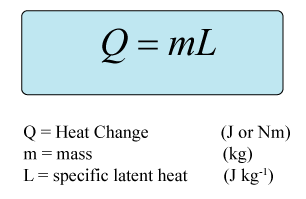 Q = mL
Q = Heat Change (J or Nm)
m = mass (kg)
L = specific latent heat (J kg⁻¹)